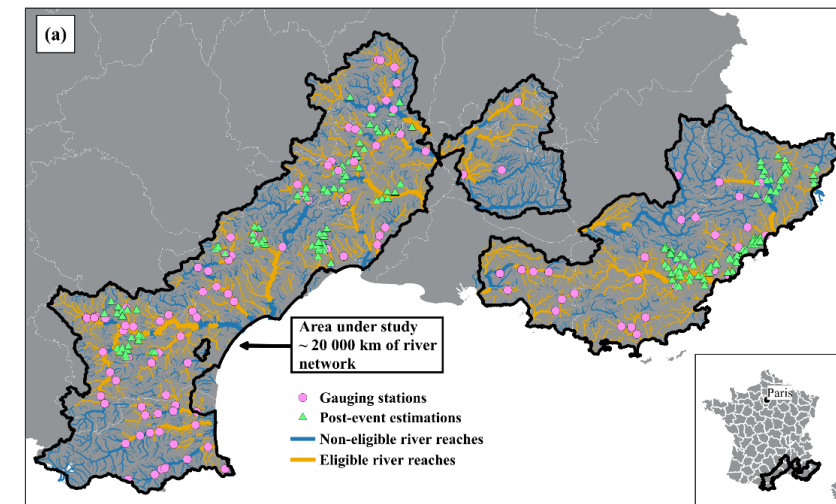 (a)
Area under study
~ 20 000 km of river
network
Gauging stations
Post-event estimations
Non-eligible river reaches
Eligible river reaches
Paris